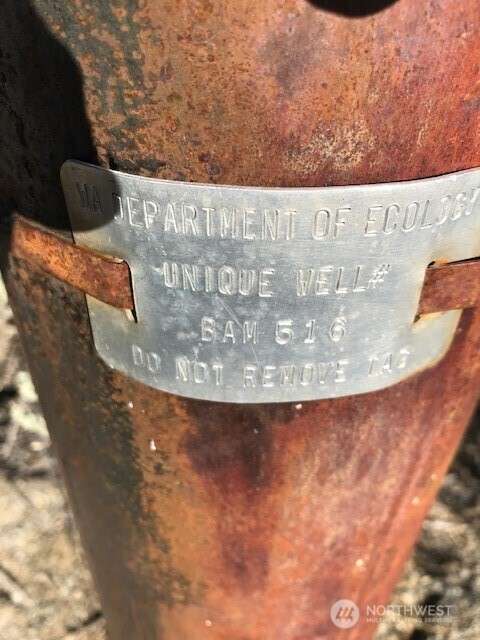 WA DEPARTMENT OF ECOLOGY
UNIQUE WELL#
BAM 516
DO NOT REMOVE TAG
NORTHWEST